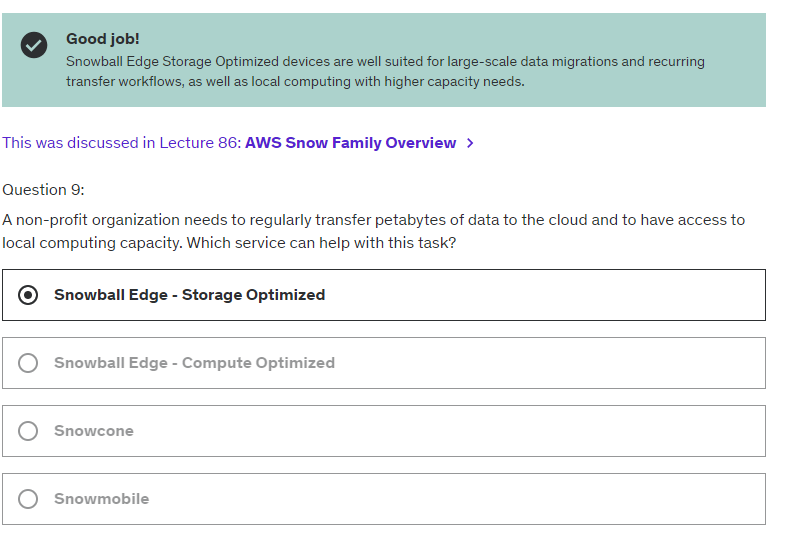 Good job!
Snowball Edge Storage Optimized devices are well suited for large-scale data migrations and recurring
transfer workflows, as well as local computing with higher capacity needs.
This was discussed in Lecture 86: AWS Snow Family Overview >
Question 9:
A non-profit organization needs to regularly transfer petabytes of data to the cloud and to have access to
local computing capacity. Which service can help with this task?
Snowball Edge - Storage Optimized
Snowball Edge - Compute Optimized
Snowcone
Snowmobile